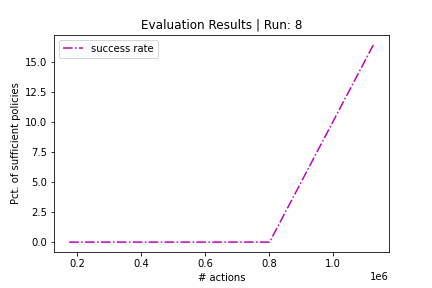 Evaluation Results | Run: 8
success rate
Pct. of sufficient policies
15.0
12.5
10.0
7.5
5.0
2.5
0.0
0.2 0.4 0.6 0.8 1.0
1e6
# actions